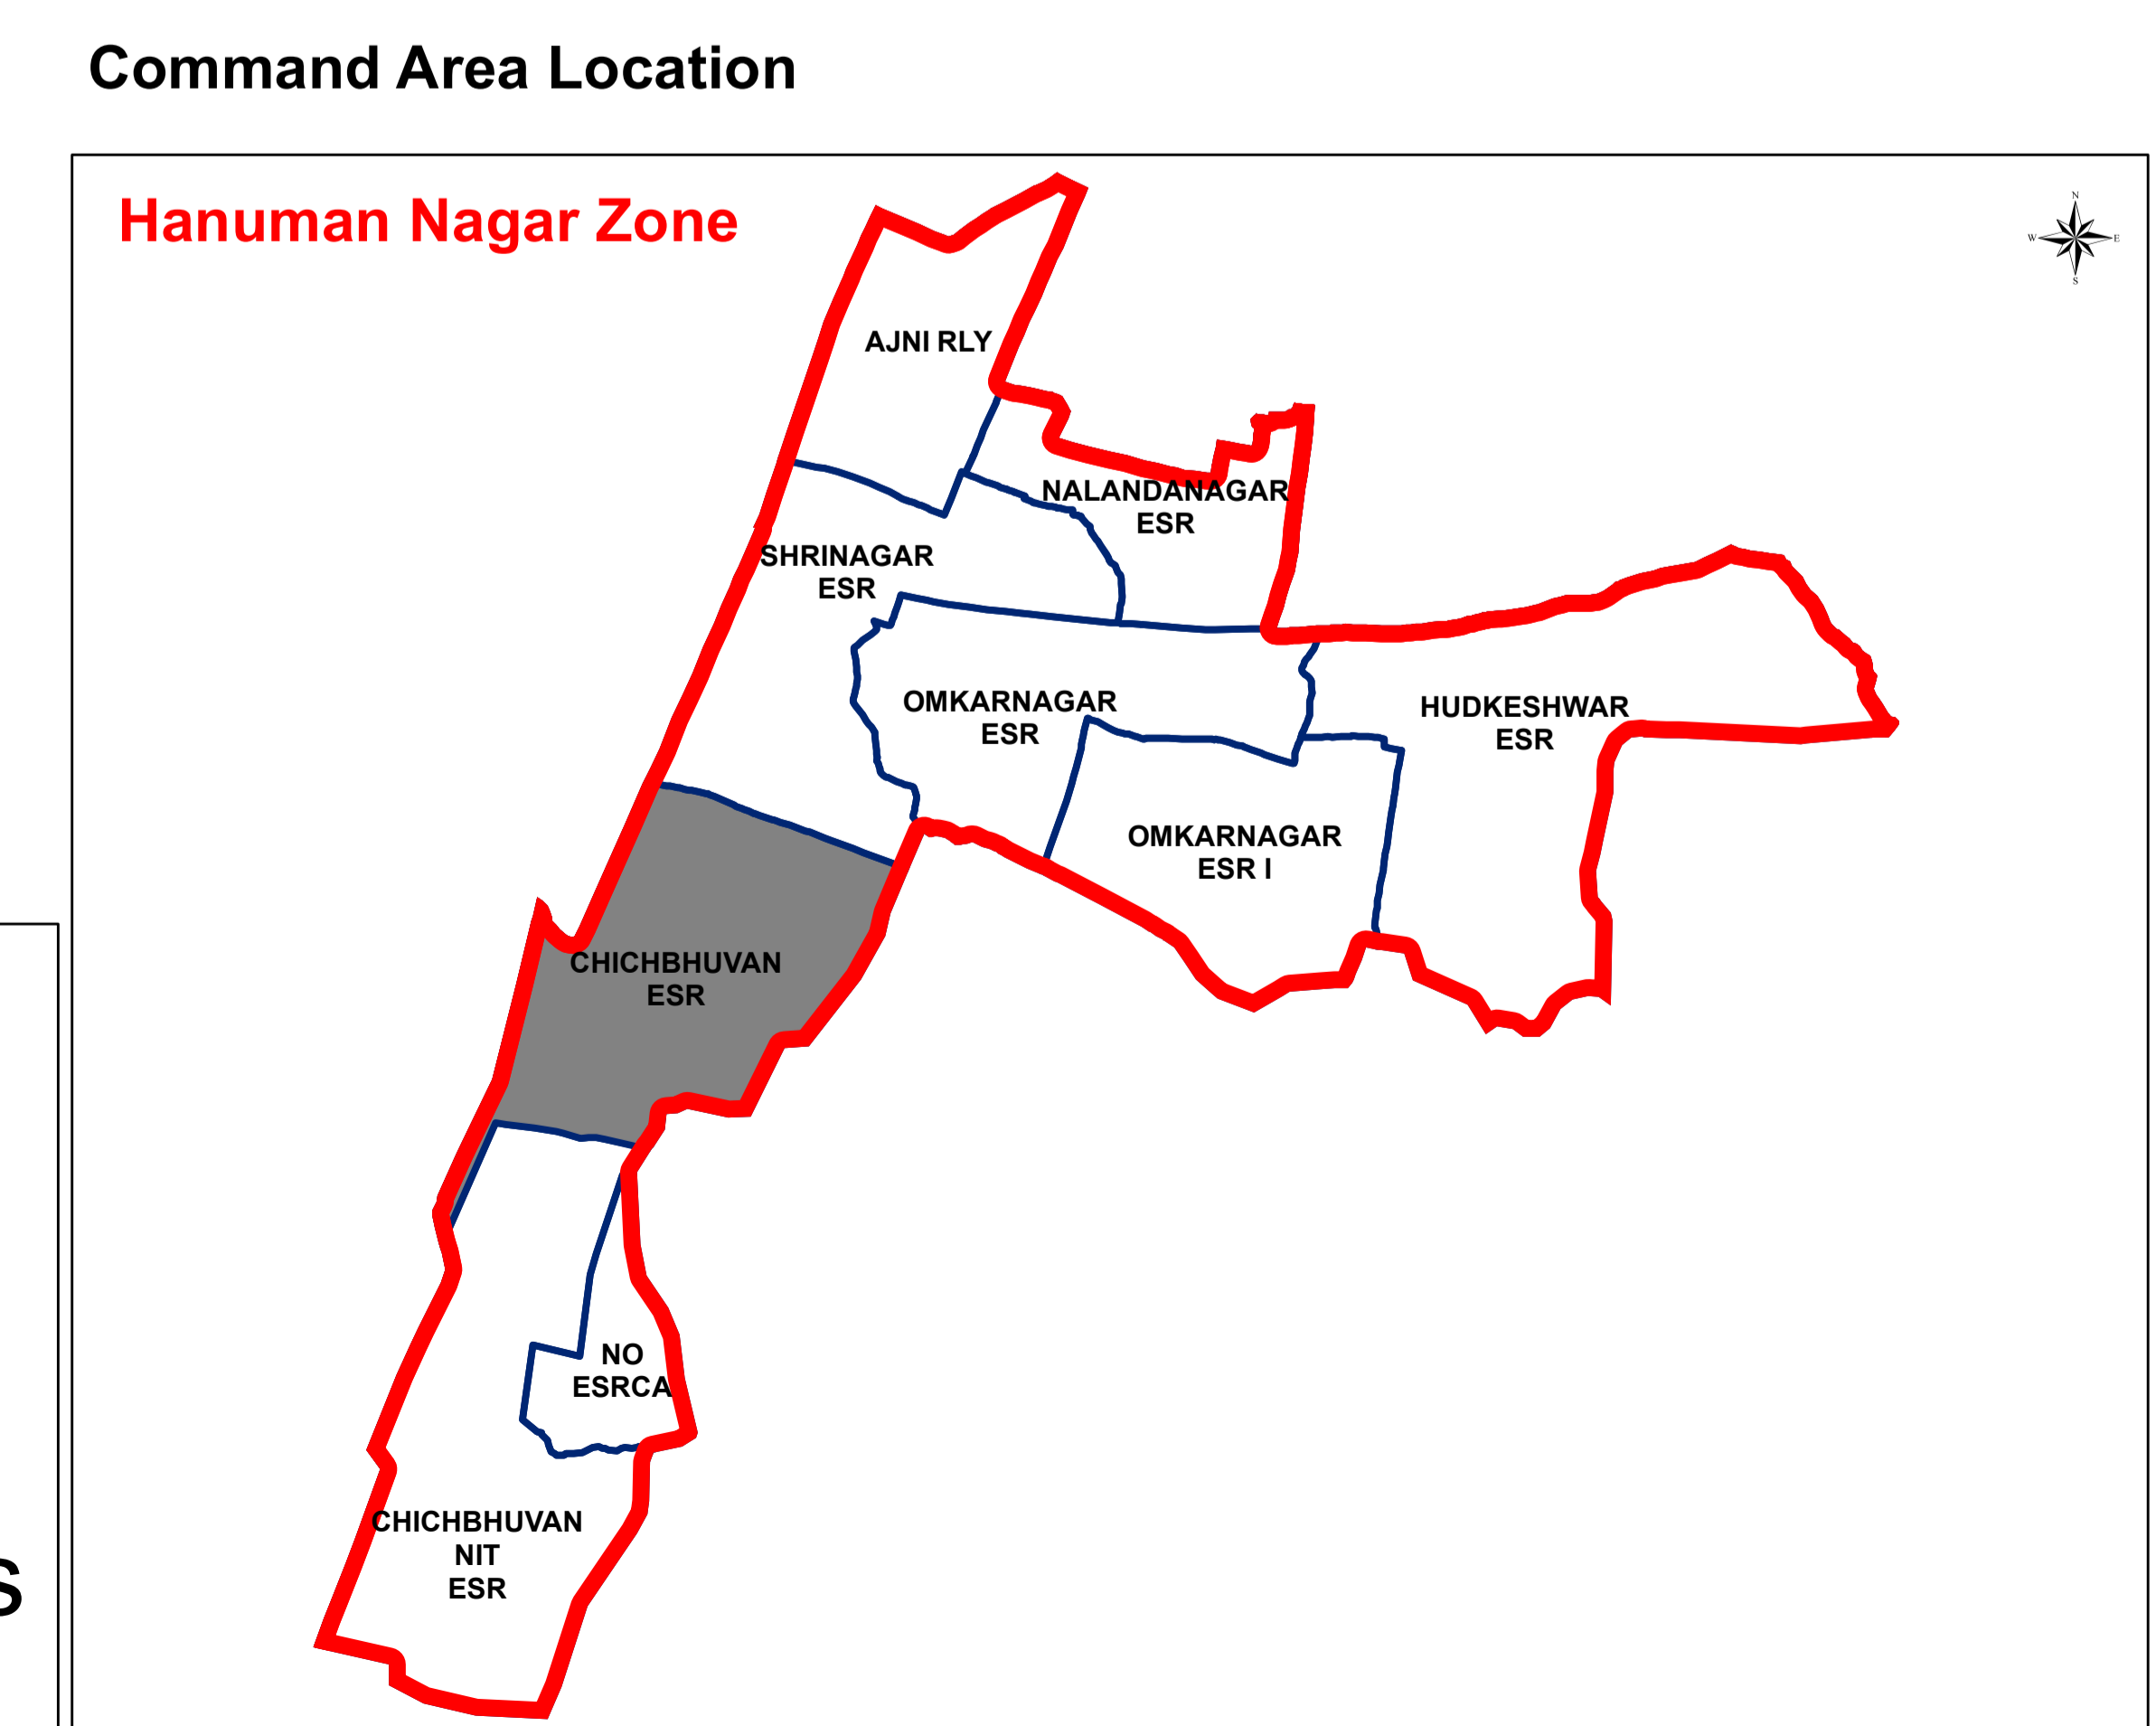 Command Area Location
Hanuman Nagar Zone
N
W
E
S
AJNI RLY
NALANDANAGAR
ESR
SHRINAGAR
ESR
OMKARNAGAR
ESR
HUDKESHWAR
ESR
OMKARNAGAR
ESR I
CHICHBHUVAN
ESR
NO
ESRCA
CHICHBHUVAN
NIT
ESR